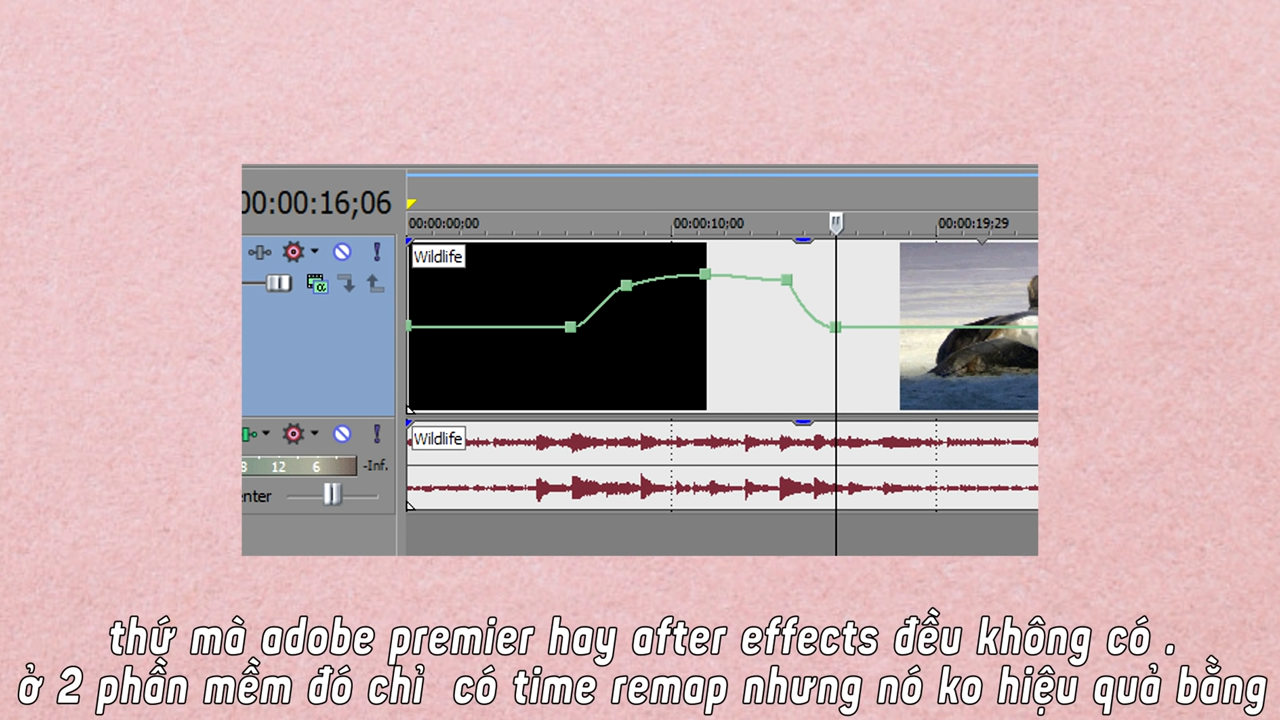 00:00:16;06
00:00:00;00
00:00:10;00
00:00:19;29
Wildlife
Wildlife
12 6 -Inf.
thứ mà adobe premier hay after effects đều không có .
ở 2 phần mềm đó chỉ có time remap nhưng nó ko hiệu quả bằng